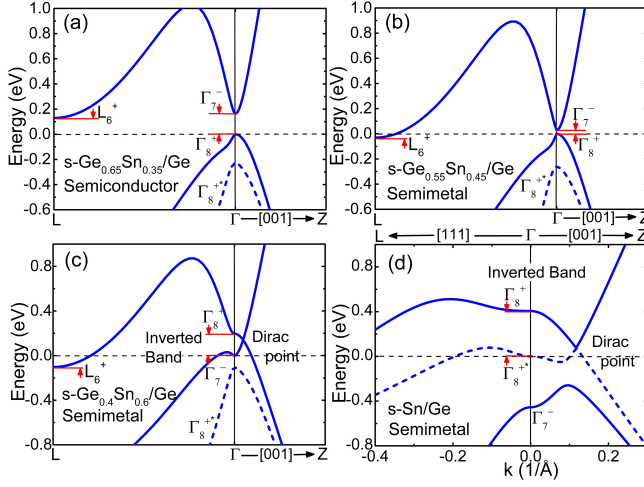 (a)
Energy (eV)
1.0
0.8
0.6
0.4
0.2
0.0
-0.2
-0.4
-0.6
L₆⁺
Γ₇⁻
Γ₈⁺
Γ₈⁺*
s-Ge₀.₆₅Sn₀.₃₅/Ge
Semiconductor
L Γ—[001]→Z
(b)
Energy (eV)
1.0
0.8
0.6
0.4
0.2
0.0
-0.2
-0.4
-0.6
Γ₇⁻
Γ₈⁺
L₆⁺
s-Ge₀.₅₅Sn₀.₄₅/Ge
Semimetal
Γ₈⁺*
L Γ—[001]→Z
(c)
Energy (eV)
0.8
0.4
0.0
-0.4
-0.8
Γ₈⁺
Inverted
Band
Dirac
point
L₆⁺
Γ₇⁻
s-Ge₀.₄Sn₀.₆/Ge
Semimetal
Γ₈⁺*
L Γ—[001]→Z
L ←[111]— Γ —[001]→Z
(d)
Energy (eV)
0.8
0.4
0.0
-0.4
-0.8
Inverted Band
Γ₈⁺
Dirac
point
Γ₈⁺*
s-Sn/Ge
Semimetal
Γ₇⁻
-0.4 -0.2 0.0 0.2
k (1/Å)